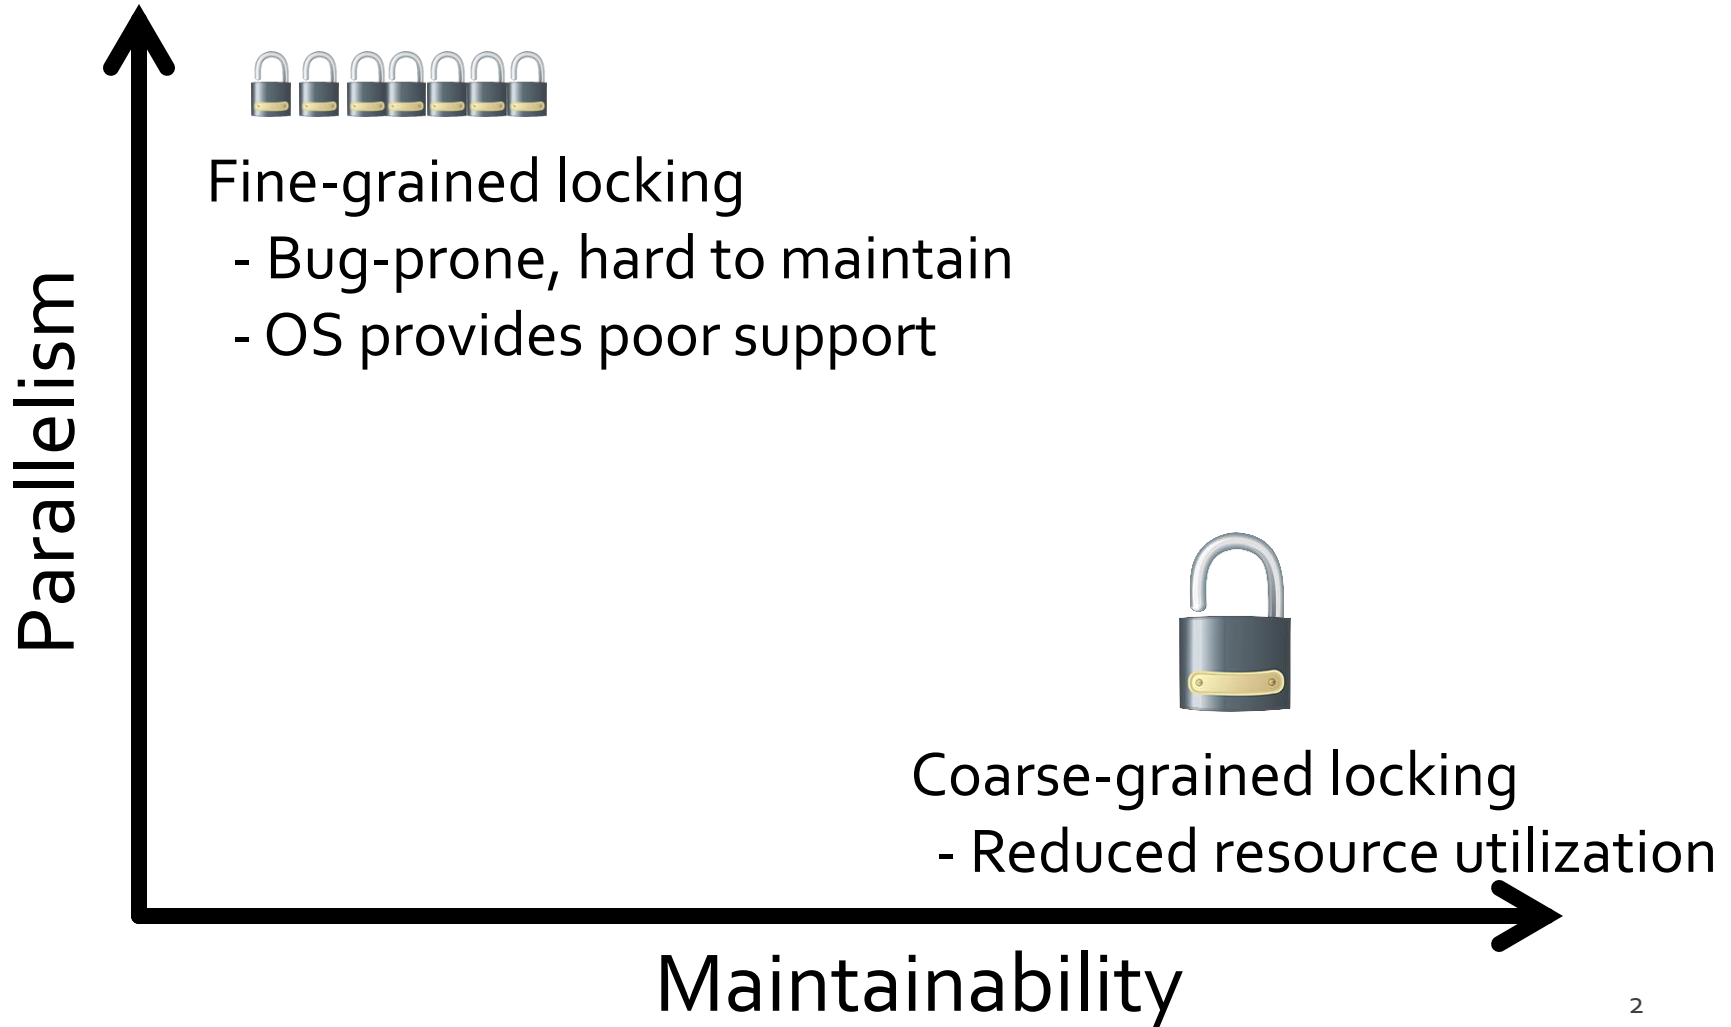 Fine-grained locking
- Bug-prone, hard to maintain
- OS provides poor support
Parallelism
Coarse-grained locking
- Reduced resource utilization
Maintainability
2